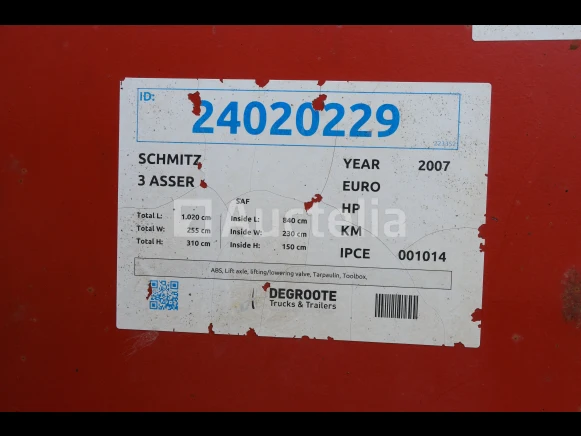 ID:
24020229
SCHMITZ
3 ASSER
SAF
YEAR 2007
EURO
HP
KM
IPCE 001014
Total L: 1.020 cm
Total W: 255 cm
Total H: 310 cm
Inside L: 840 cm
Inside W: 230 cm
Inside H: 150 cm
ABS, Lift axle, lifting/lowering valve, Tarpaulin, Toolbox,
DEGROOTE
Trucks & Trailers
Auctelia